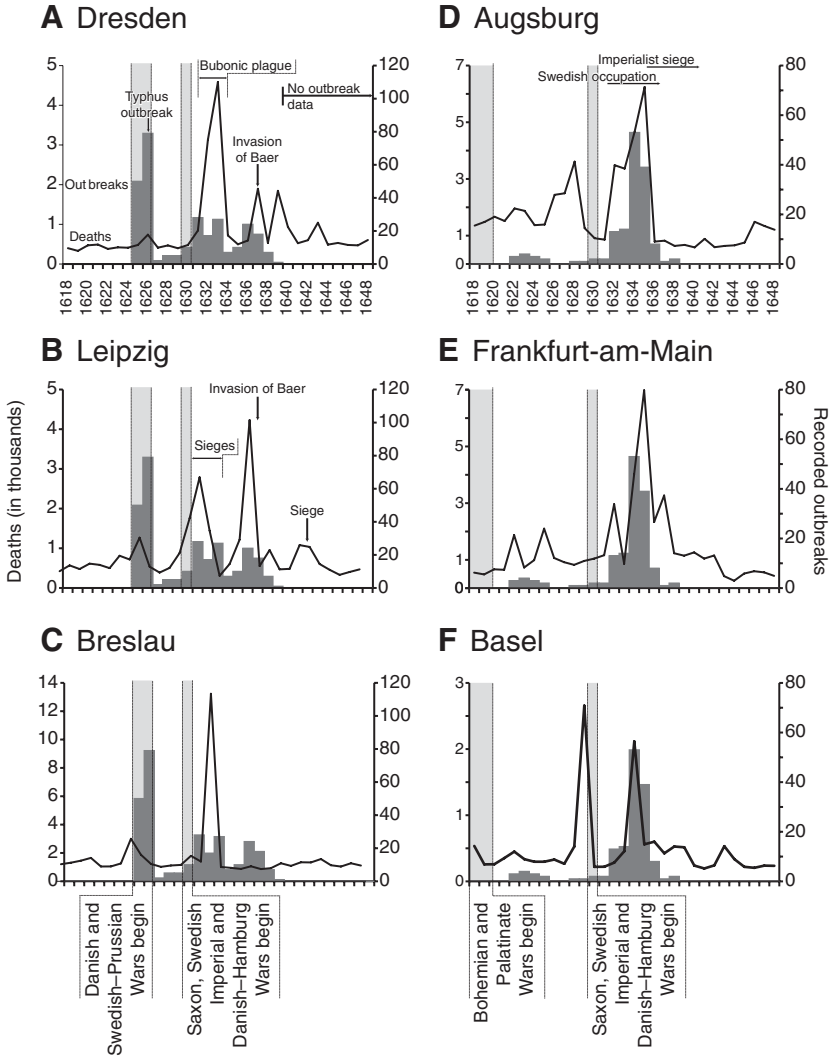 A Dresden
5
4
3
2
1
0
120
100
80
60
40
20
0
Bubonic plague
No outbreak
data
Typhus
outbreak
Invasion
of Baer
Outbreaks
Deaths
1618
1620
1622
1624
1626
1628
1630
1632
1634
1636
1638
1640
1642
1644
1646
1648
D Augsburg
7
5
3
1
0
80
60
40
20
0
Imperialist siege
Swedish occupation
1618
1620
1622
1624
1626
1628
1630
1632
1634
1636
1638
1640
1642
1644
1646
1648
B Leipzig
Deaths (in thousands)
5
4
3
2
1
0
120
100
80
60
40
20
0
Invasion of Baer
Sieges
Siege
E Frankfurt-am-Main
7
5
3
1
0
80
60
40
20
0
Recorded outbreaks
C Breslau
14
12
10
8
6
5
4
2
0
120
100
80
60
40
20
0
Danish and
Swedish–Prussian
Wars begin
Saxon, Swedish
Imperial and
Danish–Hamburg
Wars begin
F Basel
3
2
1
0
80
60
40
20
0
Bohemian and
Palatinate
Wars begin
Saxon, Swedish
Imperial and
Danish–Hamburg
Wars begin